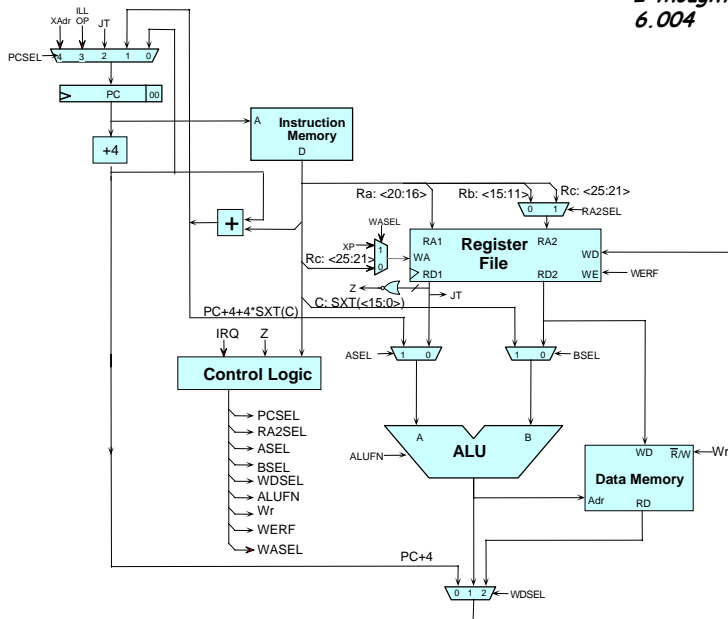 6.004
XAdr
ILL
OP
JT
PCSEL
4 3 2 1 0
PC
00
+4
A
Instruction
Memory
D
Ra: <20:16>
Rb: <15:11>
Rc: <25:21>
0 1
RA2SEL
+
WASEL
XP
1
0
Rc: <25:21>
RA1
RA2
Register
File
WA
WD
WE
WERF
RD1
RD2
Z
JT
C: SXT(<15:0>)
PC+4+4*SXT(C)
IRQ
Z
ASEL
1 0
1 0
BSEL
Control Logic
PCSEL
RA2SEL
ASEL
BSEL
WDSEL
ALUFN
Wr
WERF
WASEL
A
B
ALU
ALUFN
WD
R/W
Wr
Data Memory
Adr
RD
PC+4
0 1 2
WDSEL